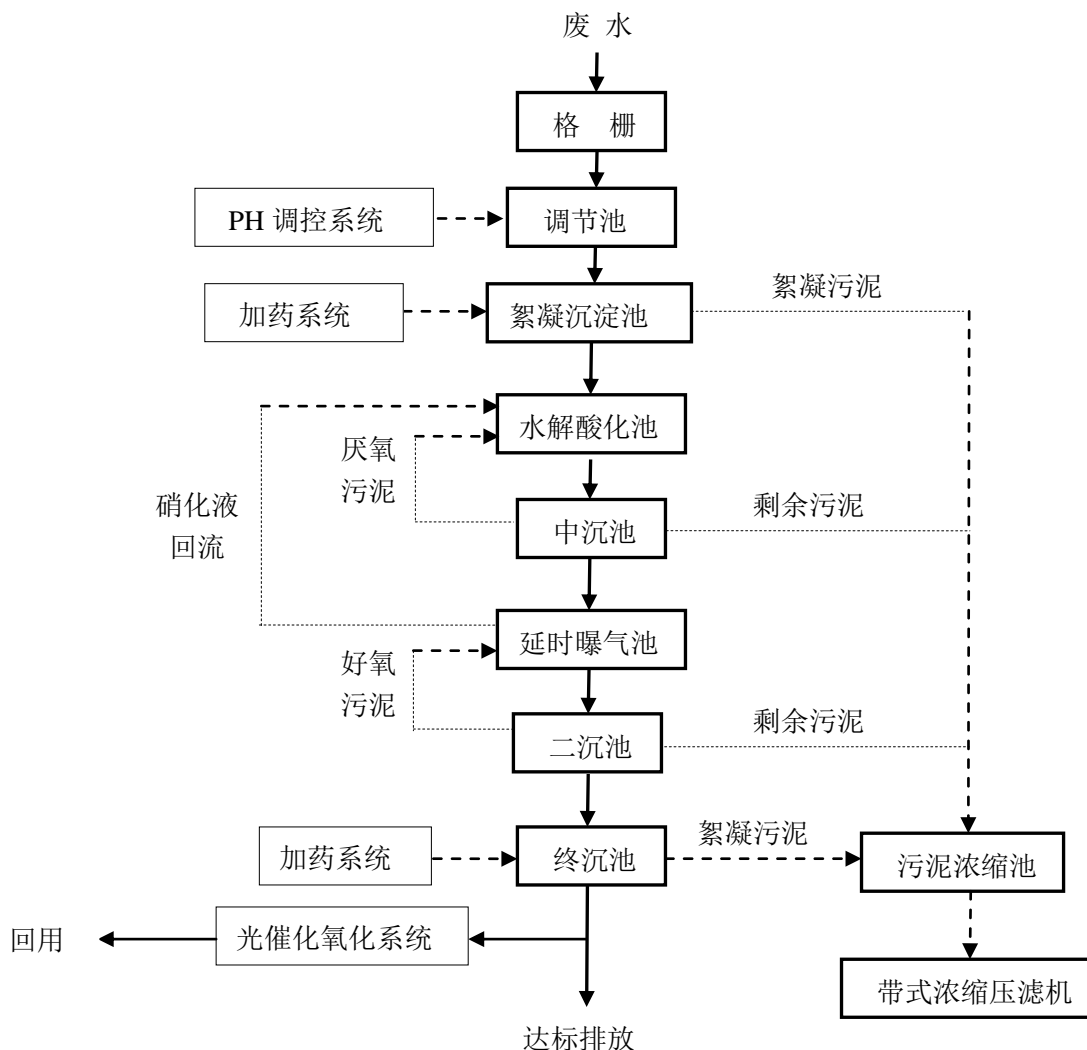 废 水
格 栅
PH 调控系统
调节池
加药系统
絮凝沉淀池
絮凝污泥
水解酸化池
厌氧
污泥
硝化液
回流
中沉池
剩余污泥
延时曝气池
好氧
污泥
二沉池
剩余污泥
加药系统
终沉池
絮凝污泥
污泥浓缩池
回用
光催化氧化系统
带式浓缩压滤机
达标排放